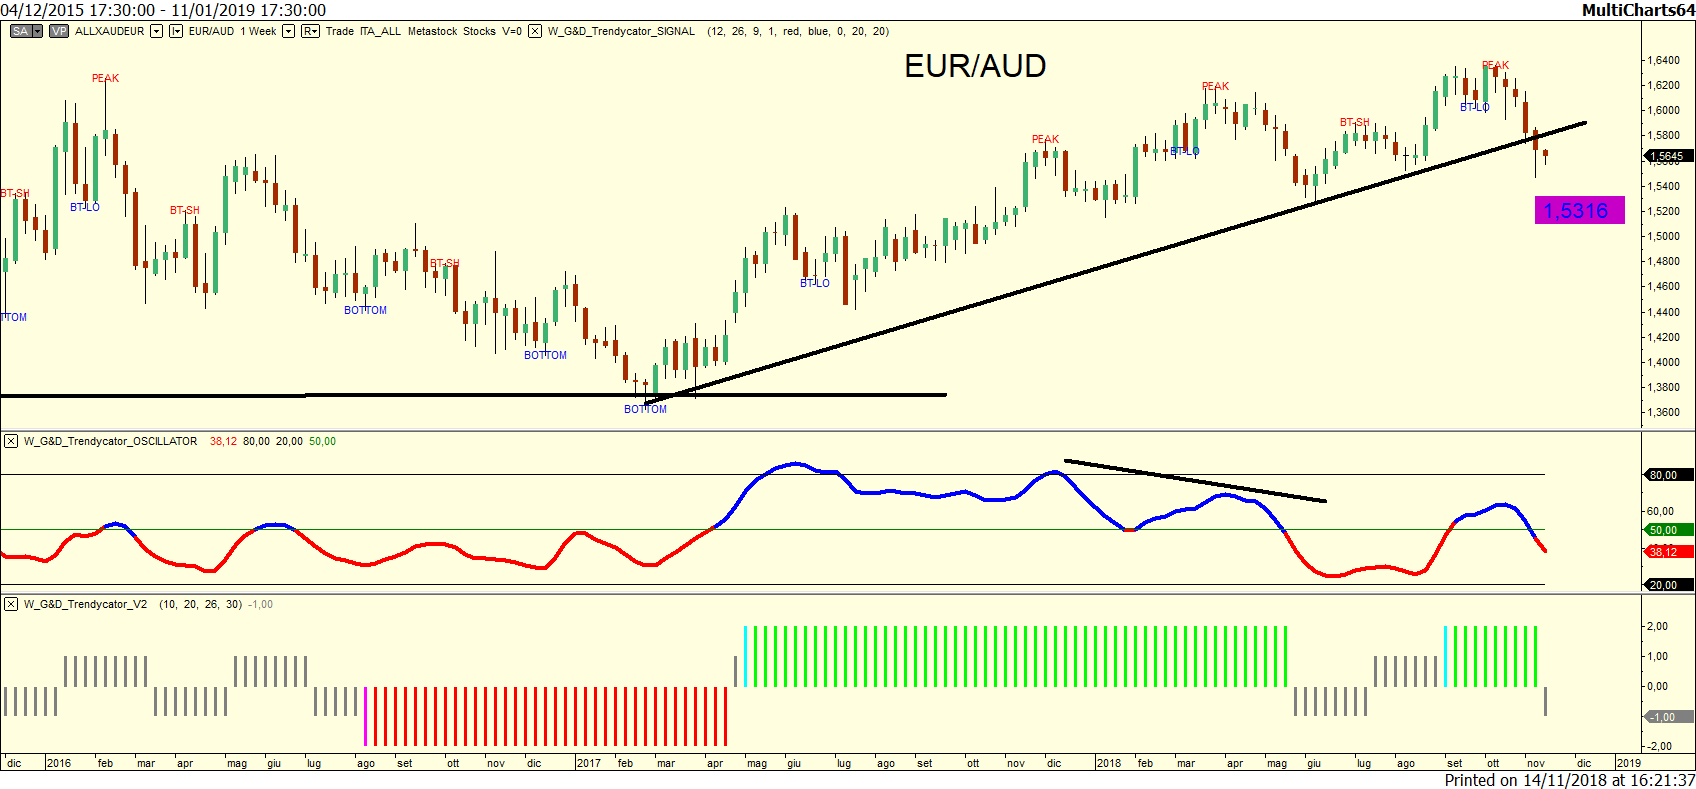 04/12/2015 17:30:00 - 11/01/2019 17:30:00
MultiCharts64
SA VP ALLXAUDEUR I EUR/AUD 1 Week R Trade ITA_ALL Metastock Stocks V=0 W_G&D_Trendycator_SIGNAL (12, 26, 9, 1, red, blue, 0, 20, 20)
EUR/AUD
PEAK
PEAK
PEAK
PEAK
BT-SH
BT-LO
BT-SH
BT-SH
BT-LO
BT-LO
BT-SH
BT-LO
TTOM
BOTTOM
BOTTOM
BOTTOM
1,5316
1,6400
1,6200
1,6000
1,5800
1,5645
1,5400
1,5200
1,5000
1,4800
1,4600
1,4400
1,4200
1,4000
1,3800
1,3600
W_G&D_Trendycator_OSCILLATOR 38,12 80,00 20,00 50,00
80,00
60,00
50,00
38,12
20,00
W_G&D_Trendycator_V2 (10, 20, 26, 30) -1,00
2,00
1,00
0,00
-1,00
-2,00
dic 2016 feb mar apr mag giu lug ago set ott nov dic 2017 feb mar apr mag giu lug ago set ott nov dic 2018 feb mar apr mag giu lug ago set ott nov dic 2019
Printed on 14/11/2018 at 16:21:37